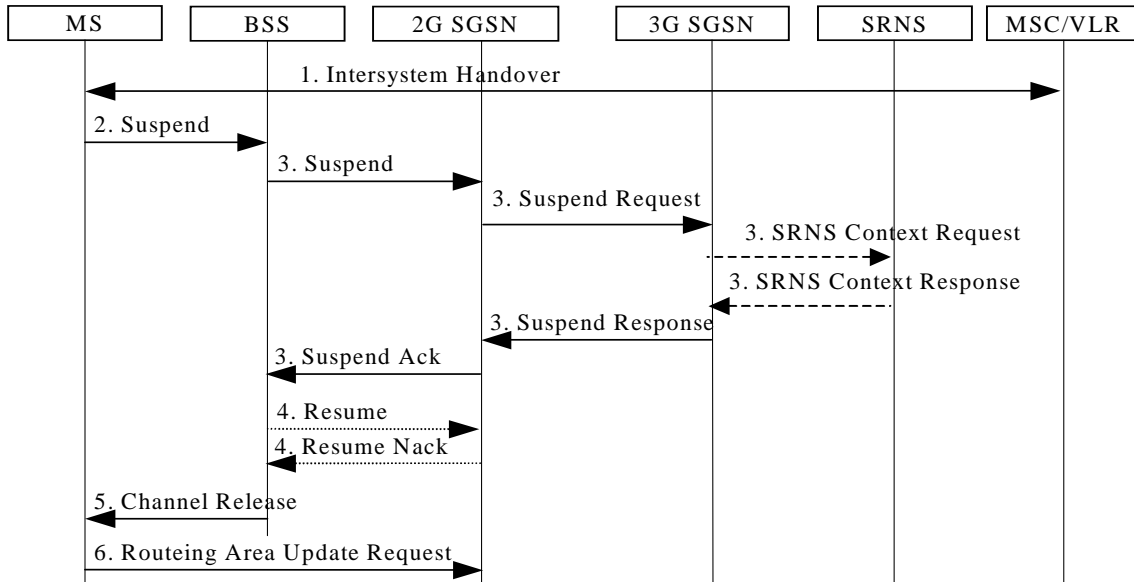 MS BSS 2G SGSN 3G SGSN SRNS MSC/VLR
1. Intersystem Handover
2. Suspend
3. Suspend
3. Suspend Request
3. SRNS Context Request
3. SRNS Context Response
3. Suspend Response
3. Suspend Ack
4. Resume
4. Resume Nack
5. Channel Release
6. Routeing Area Update Request